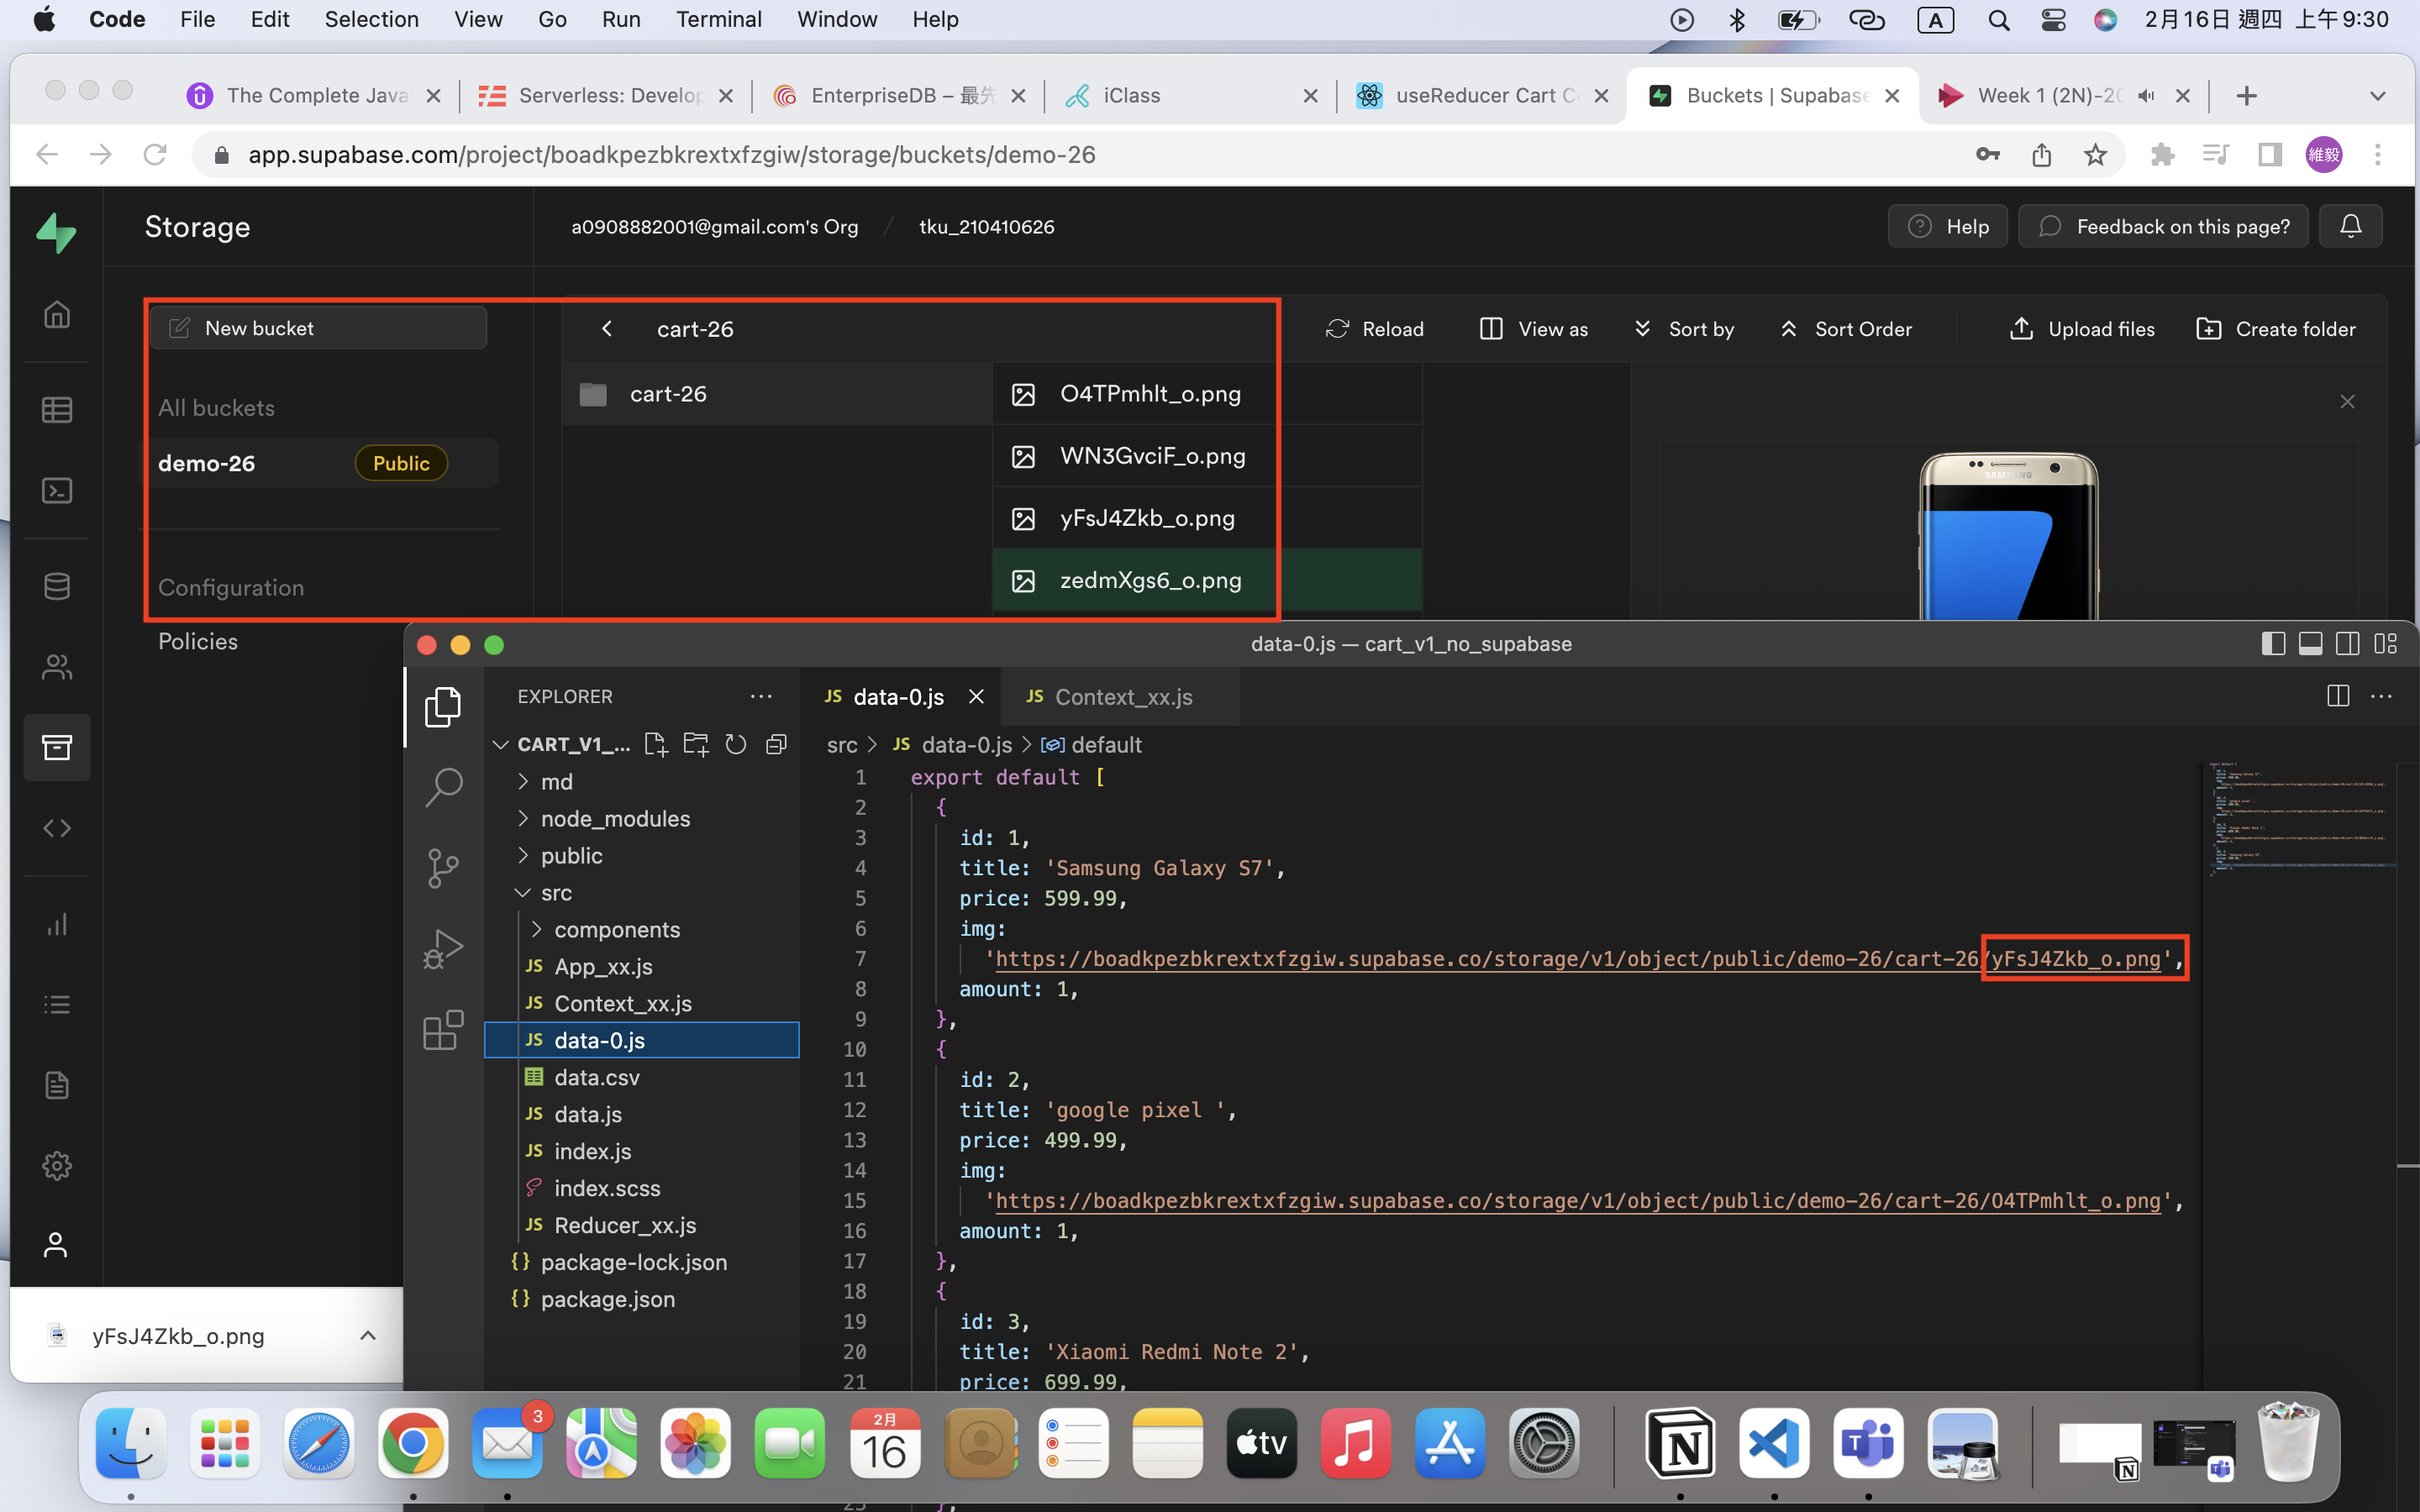 Code File Edit Selection View Go Run Terminal Window Help A 2月16日 週四 上午9:30
The Complete Java Serverless: Develop EnterpriseDB – 最先 iClass useReducer Cart C Buckets | Supabase Week 1 (2N)-20
app.supabase.com/project/boadkpezbkrextxfzgiw/storage/buckets/demo-26 維毅
Storage a0908882001@gmail.com's Org / tku_210410626 Help Feedback on this page?
New bucket cart-26 Reload View as Sort by Sort Order Upload files Create folder
All buckets cart-26 O4TPmhlt_o.png
demo-26 Public WN3GvciF_o.png
SAMSUNG
yFsJ4Zkb_o.png
Configuration zedmXgs6_o.png
Policies
data-0.js — cart_v1_no_supabase
EXPLORER ··· JS data-0.js JS Context_xx.js
CART_V1_... src > JS data-0.js > default
md
node_modules
public
src
components
JS App_xx.js
JS Context_xx.js
JS data-0.js
data.csv
JS data.js
JS index.js
index.scss
JS Reducer_xx.js
{} package-lock.json
{} package.json
1 export default [
2 {
3 id: 1,
4 title: 'Samsung Galaxy S7',
5 price: 599.99,
6 img:
7 'https://boadkpezbkrextxfzgiw.supabase.co/storage/v1/object/public/demo-26/cart-26/yFsJ4Zkb_o.png',
8 amount: 1,
9 },
10 {
11 id: 2,
12 title: 'google pixel ',
13 price: 499.99,
14 img:
15 'https://boadkpezbkrextxfzgiw.supabase.co/storage/v1/object/public/demo-26/cart-26/O4TPmhlt_o.png',
16 amount: 1,
17 },
18 {
19 id: 3,
20 title: 'Xiaomi Redmi Note 2',
21 price: 699.99,
yFsJ4Zkb_o.png
3
2月
16
tv
N
T